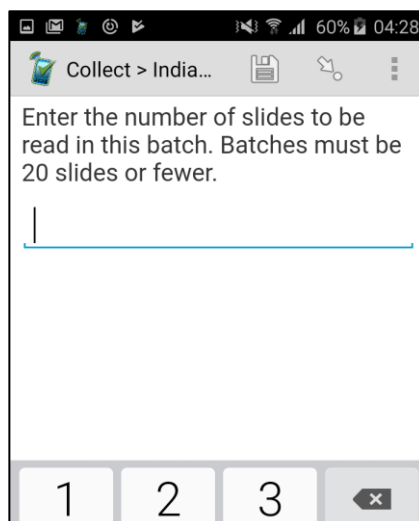 60% 04:28
Collect > India...
Enter the number of slides to be
read in this batch. Batches must be
20 slides or fewer.
1 2 3